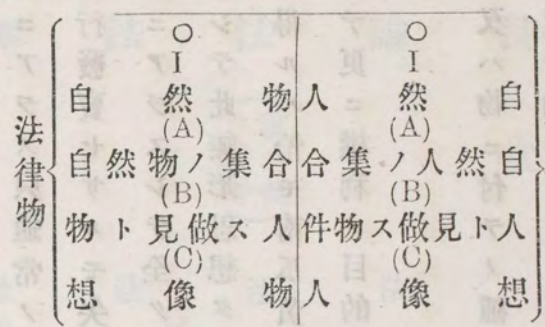 法律物
○
I
自然物
(A)
自然物ノ集合
(B)
物ト見做ス人
(C)
想像物
○
I
自然人
(A)
自然人ノ集合
(B)
人ト見做ス物件
(C)
想像人